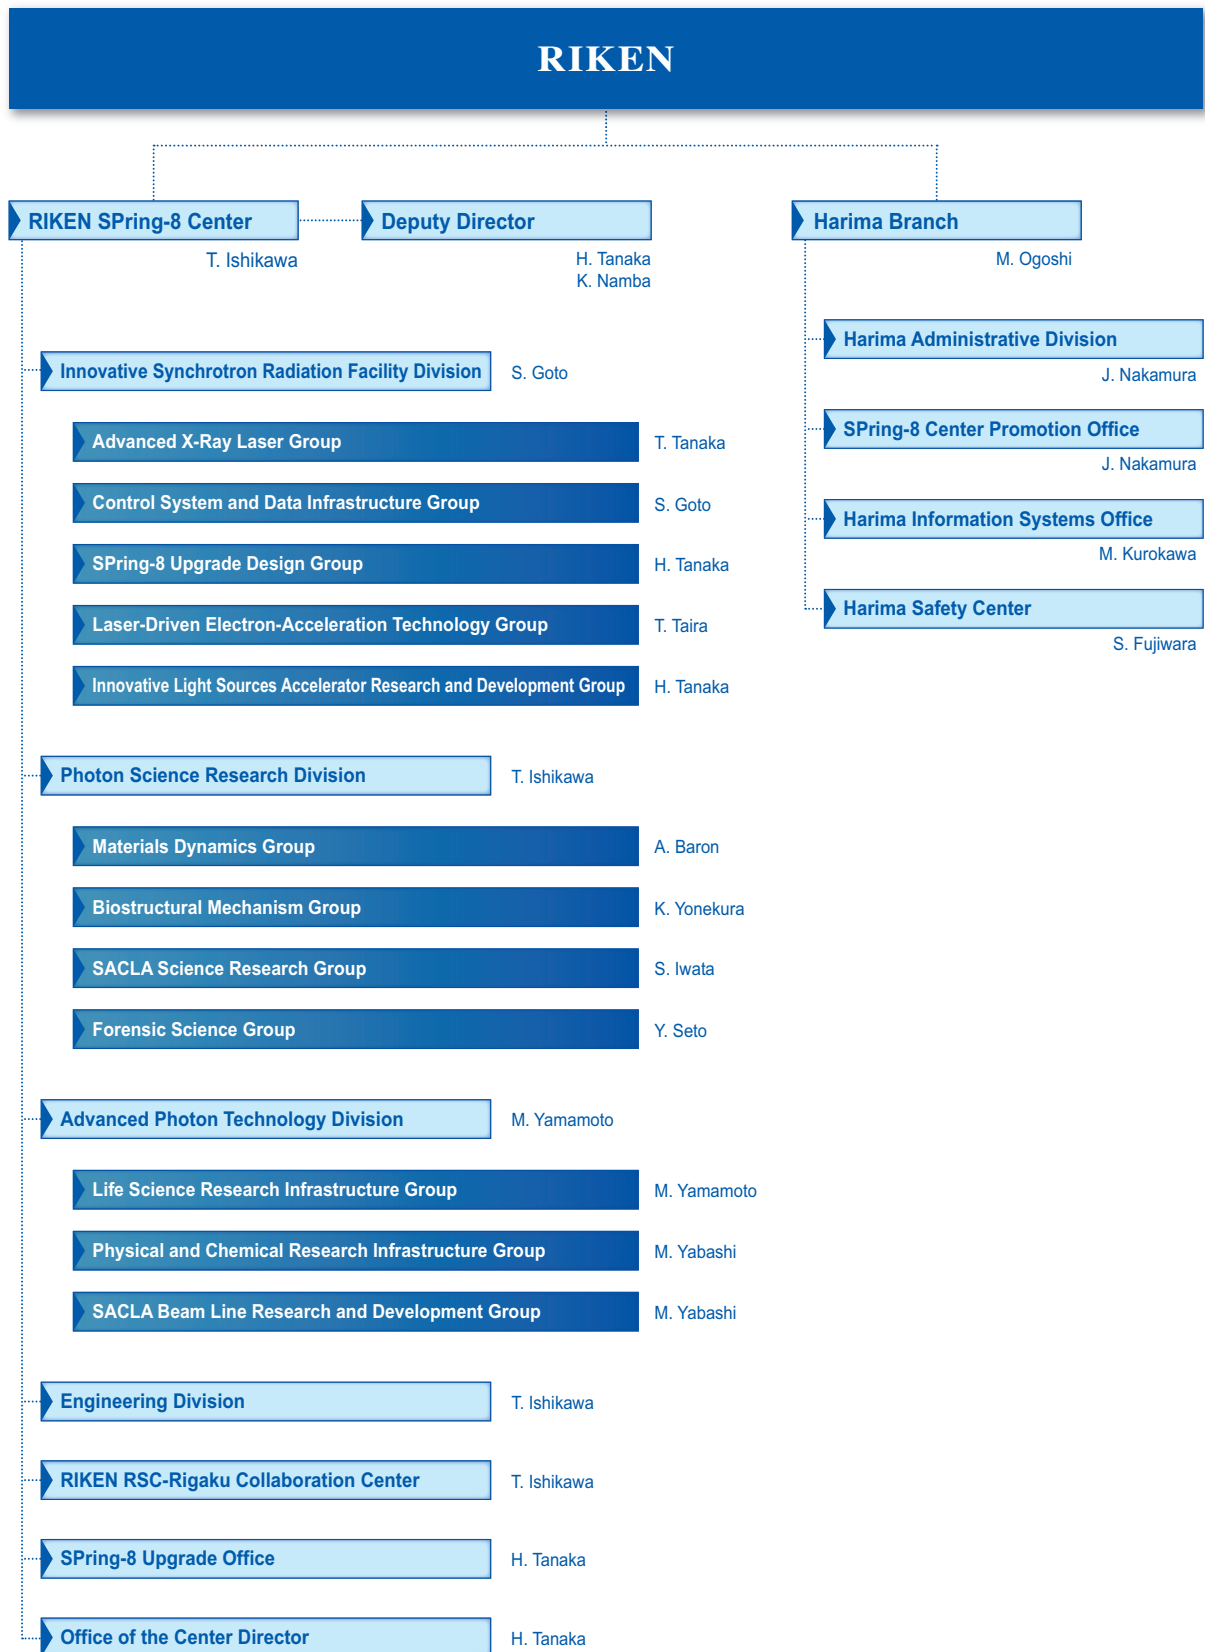 RIKEN
RIKEN SPring-8 Center
T. Ishikawa
Deputy Director
H. Tanaka
K. Namba
Innovative Synchrotron Radiation Facility Division
S. Goto
Advanced X-Ray Laser Group
T. Tanaka
Control System and Data Infrastructure Group
S. Goto
SPring-8 Upgrade Design Group
H. Tanaka
Laser-Driven Electron-Acceleration Technology Group
T. Taira
Innovative Light Sources Accelerator Research and Development Group
H. Tanaka
Photon Science Research Division
T. Ishikawa
Materials Dynamics Group
A. Baron
Biostructural Mechanism Group
K. Yonekura
SACLA Science Research Group
S. Iwata
Forensic Science Group
Y. Seto
Advanced Photon Technology Division
M. Yamamoto
Life Science Research Infrastructure Group
M. Yamamoto
Physical and Chemical Research Infrastructure Group
M. Yabashi
SACLA Beam Line Research and Development Group
M. Yabashi
Engineering Division
T. Ishikawa
RIKEN RSC-Rigaku Collaboration Center
T. Ishikawa
SPring-8 Upgrade Office
H. Tanaka
Office of the Center Director
H. Tanaka
Harima Branch
M. Ogoshi
Harima Administrative Division
J. Nakamura
SPring-8 Center Promotion Office
J. Nakamura
Harima Information Systems Office
M. Kurokawa
Harima Safety Center
S. Fujiwara